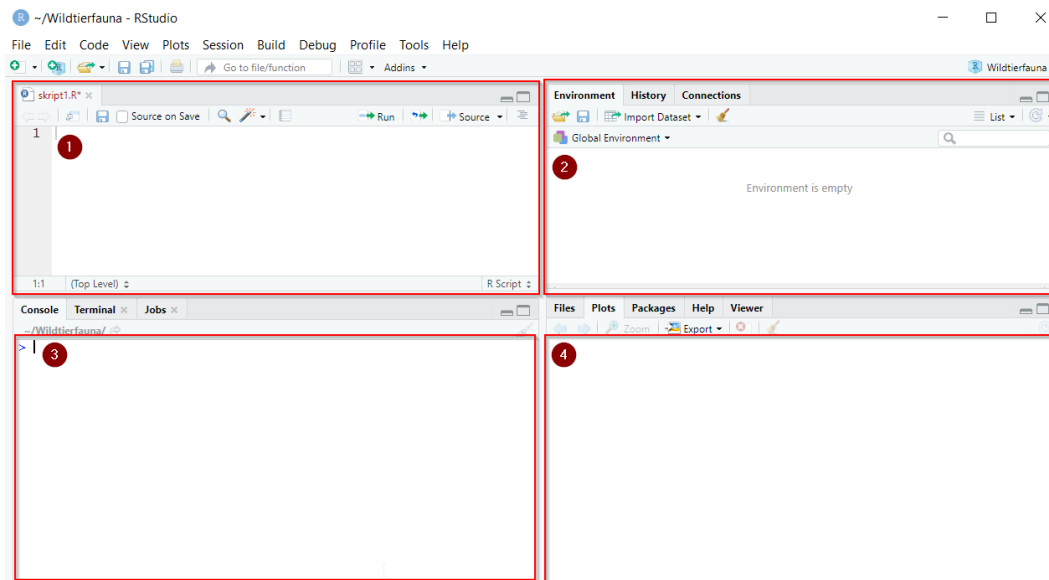 R ~/Wildtierfauna - RStudio
File Edit Code View Plots Session Build Debug Profile Tools Help
R Go to file/function Addins R Wildtierfauna
skript1.R* ×
Source on Save Run Source
1
1
1:1 (Top Level) R Script
Environment History Connections
Import Dataset List
Global Environment
2
Environment is empty
Console Terminal × Jobs ×
~/Wildtierfauna/
>
3
Files Plots Packages Help Viewer
Zoom Export
4